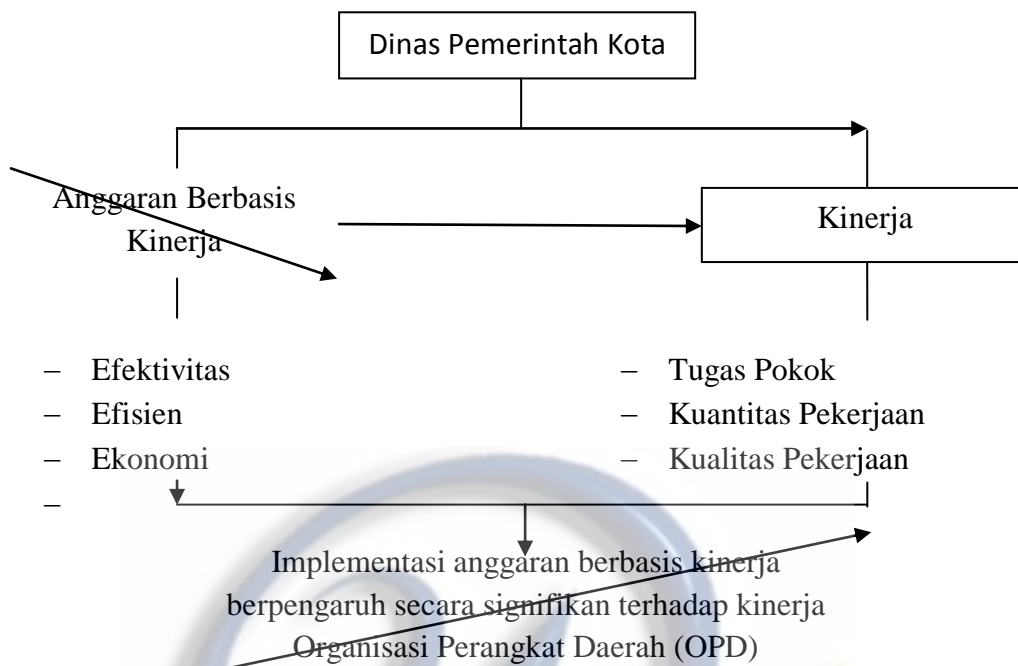 Dinas Pemerintah Kota
Anggaran Berbasis
Kinerja
Kinerja
– Efektivitas
– Efisien
– Ekonomi
–
– Tugas Pokok
– Kuantitas Pekerjaan
– Kualitas Pekerjaan
Implementasi anggaran berbasis kinerja
berpengaruh secara signifikan terhadap kinerja
Organisasi Perangkat Daerah (OPD)